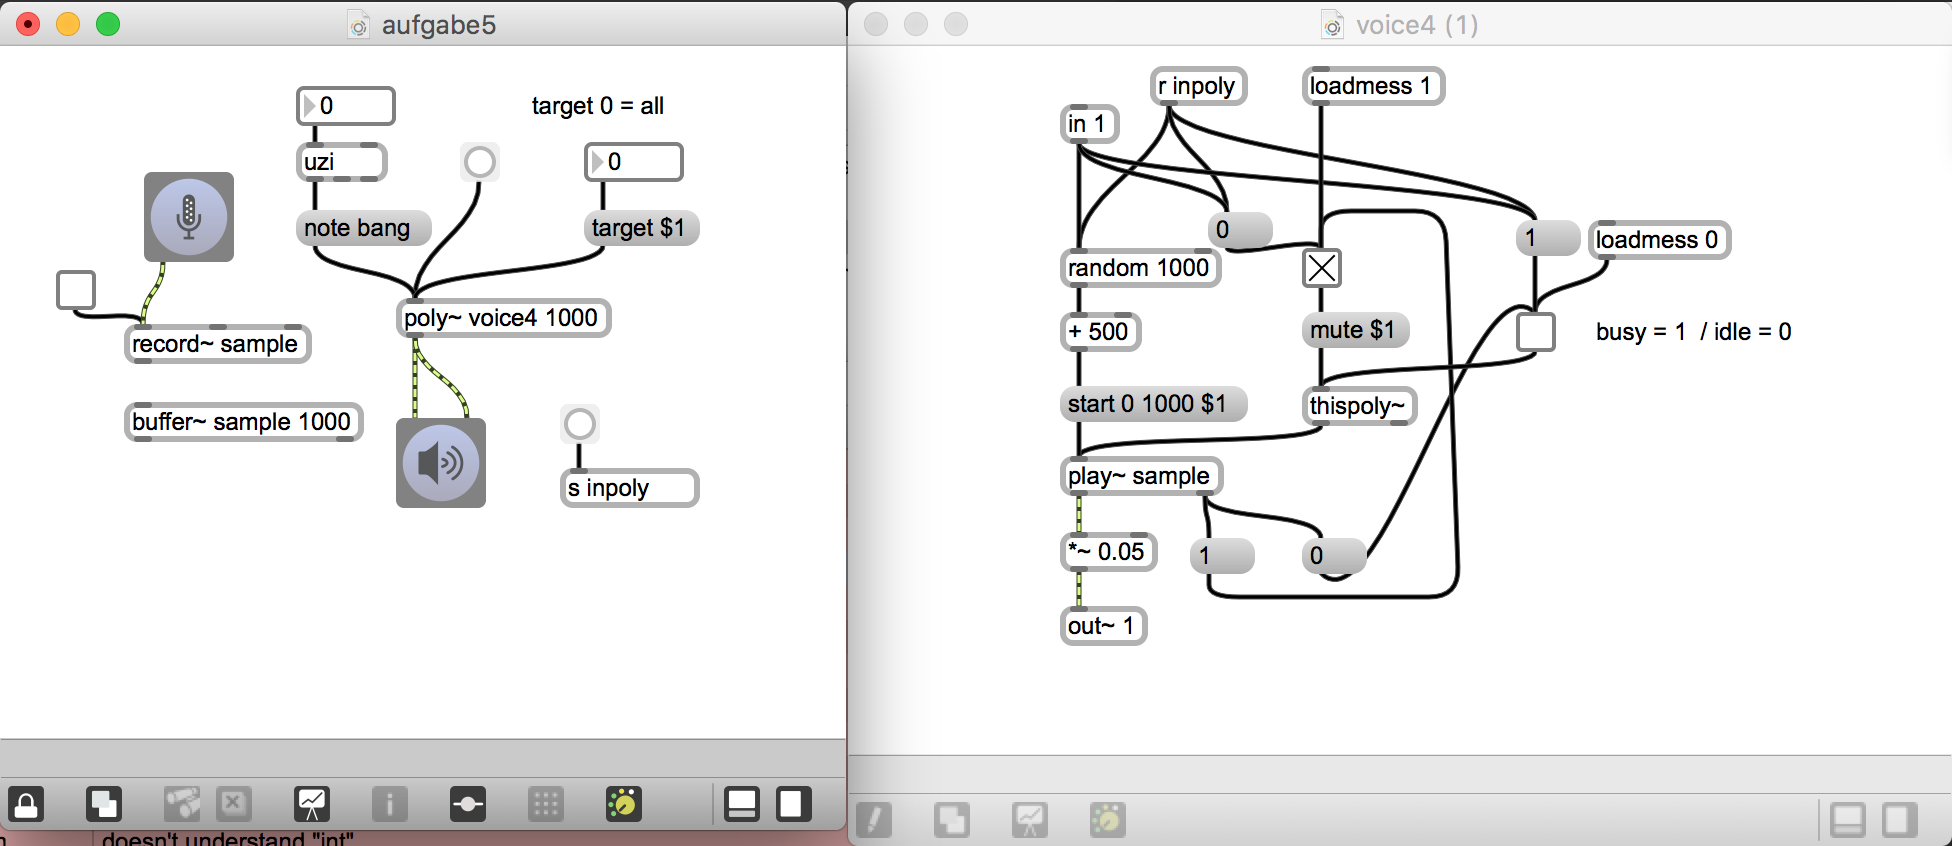 aufgabe5
0
target 0 = all
uzi
0
note bang
target $1
poly~ voice4 1000
record~ sample
buffer~ sample 1000
s inpoly
doesn't understand "int"
voice4 (1)
r inpoly
loadmess 1
in 1
0
1
loadmess 0
random 1000
+ 500
mute $1
busy = 1 / idle = 0
start 0 1000 $1
thispoly~
play~ sample
*~ 0.05
1
0
out~ 1